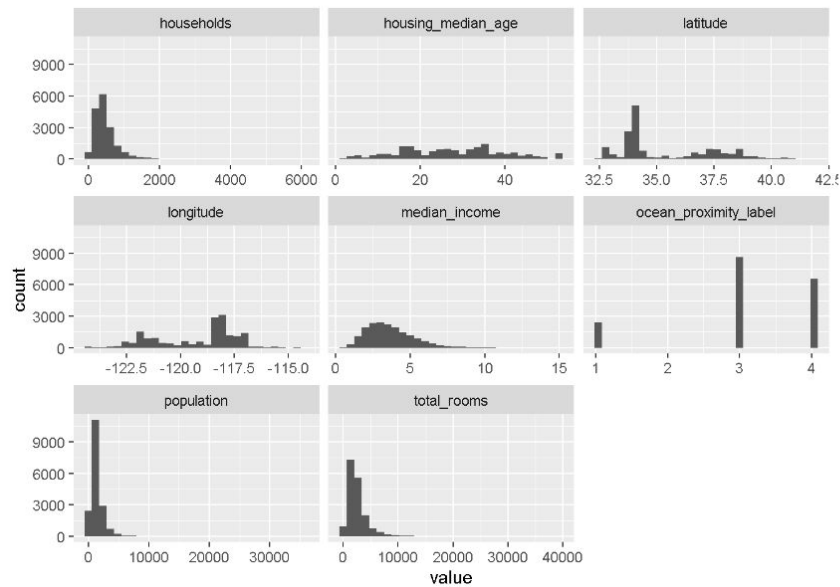 households
housing_median_age
latitude
9000
6000
3000
0
0 2000 4000 6000
0 20 40
32.5 35.0 37.5 40.0 42.5
longitude
median_income
ocean_proximity_label
count
9000
6000
3000
0
-122.5 -120.0 -117.5 -115.0
0 5 10 15
1 2 3 4
population
total_rooms
9000
6000
3000
0
0 10000 20000 30000
0 10000 20000 30000 40000
value